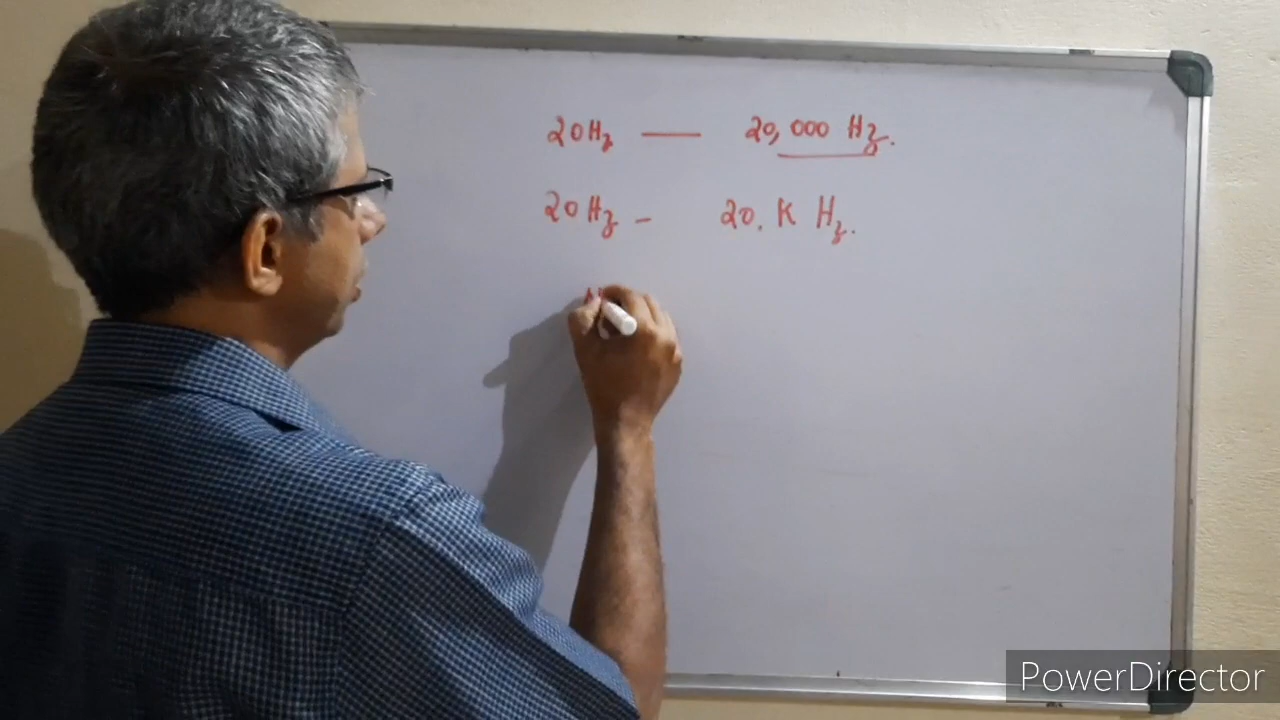 20Hz — 20,000 Hz.
20Hz - 20. K Hz.
PowerDirector